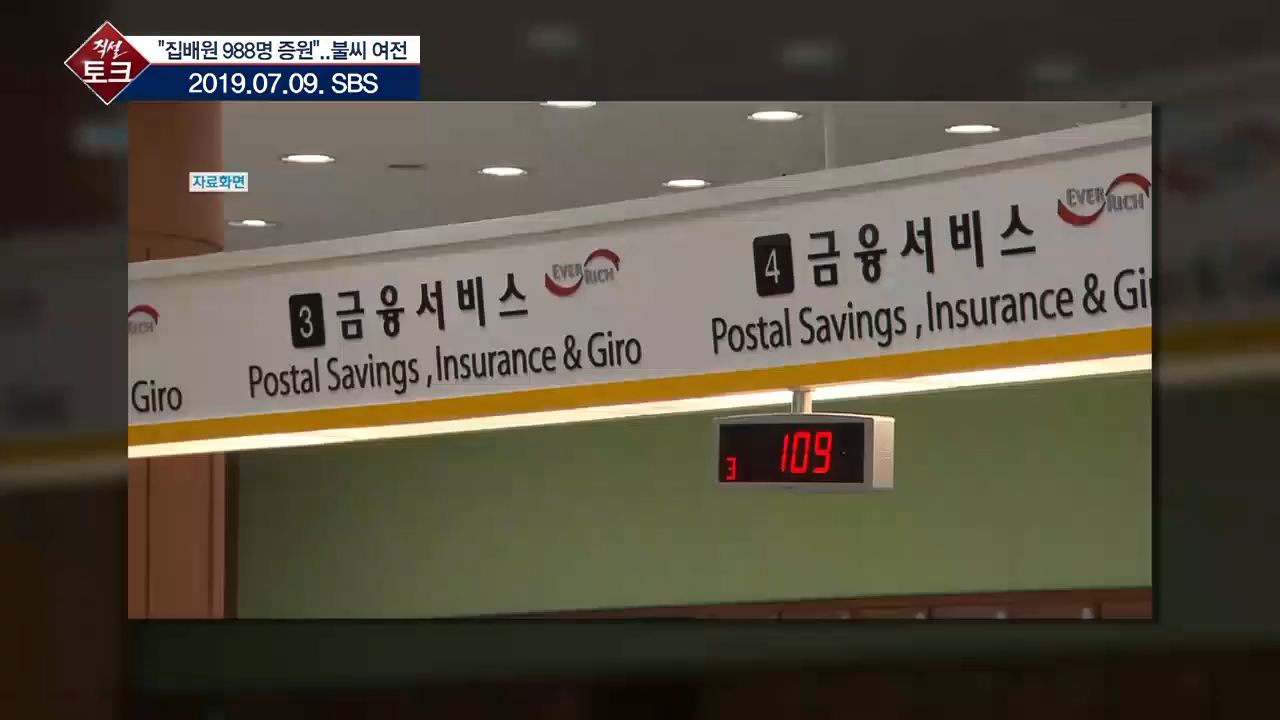 직설
토크
"집배원 988명 증원"..불씨 여전
2019.07.09. SBS
자료화면
RICH
Giro
3 금융서비스 EVER RICH
Postal Savings , Insurance & Giro
4 금융서비스 EVER RICH
Postal Savings , Insurance & Gi
3 109